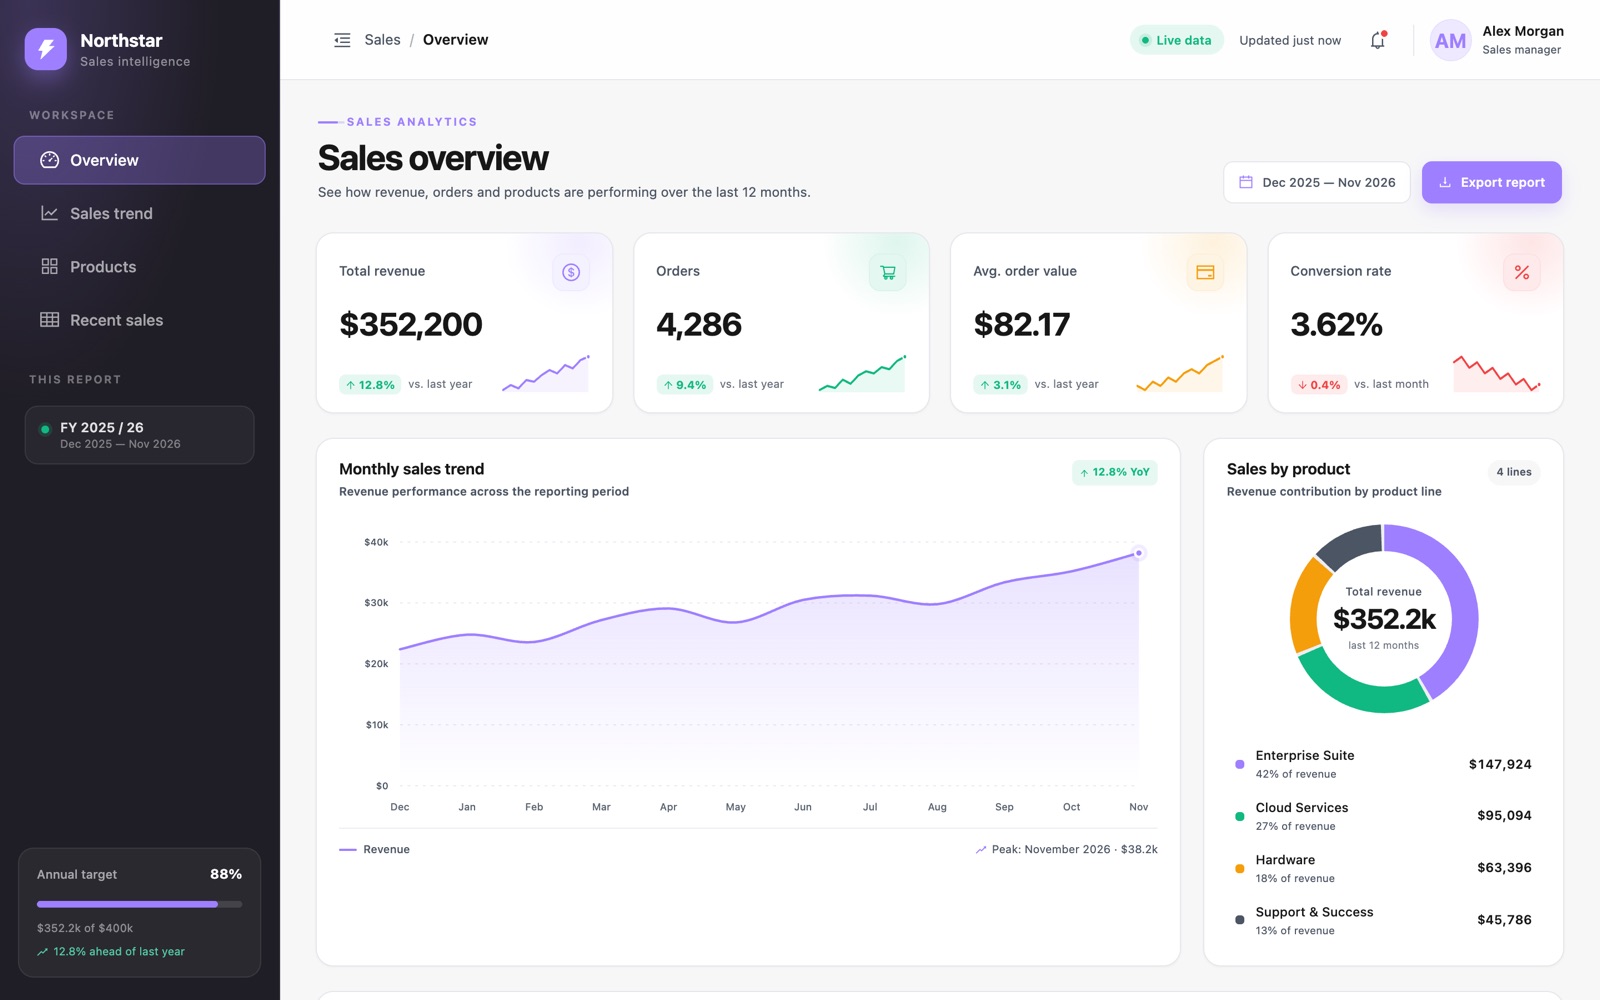 Northstar
Sales intelligence
WORKSPACE
Overview
Sales trend
Products
Recent sales
THIS REPORT
FY 2025 / 26
Dec 2025 — Nov 2026
Annual target 88%
$352.2k of $400k
12.8% ahead of last year
Sales / Overview
Live data Updated just now
AM
Alex Morgan
Sales manager
SALES ANALYTICS
Sales overview
See how revenue, orders and products are performing over the last 12 months.
Dec 2025 — Nov 2026
Export report
Total revenue
$
$352,200
↑ 12.8% vs. last year
Orders
4,286
↑ 9.4% vs. last year
Avg. order value
$82.17
↑ 3.1% vs. last year
Conversion rate
%
3.62%
↓ 0.4% vs. last month
Monthly sales trend
Revenue performance across the reporting period
↑ 12.8% YoY
$40k
$30k
$20k
$10k
$0
Dec Jan Feb Mar Apr May Jun Jul Aug Sep Oct Nov
Revenue
Peak: November 2026 · $38.2k
Sales by product
Revenue contribution by product line
4 lines
Total revenue
$352.2k
last 12 months
Enterprise Suite
42% of revenue
$147,924
Cloud Services
27% of revenue
$95,094
Hardware
18% of revenue
$63,396
Support & Success
13% of revenue
$45,786